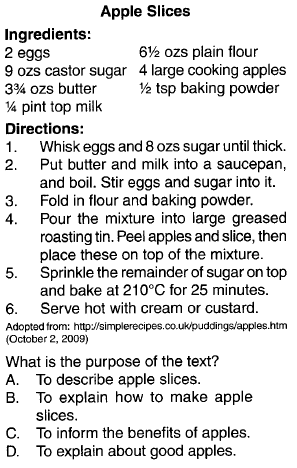 Apple Slices
Ingredients:
2 eggs 6½ ozs plain flour
9 ozs castor sugar 4 large cooking apples
3¾ ozs butter ½ tsp baking powder
¼ pint top milk
Directions:
1. Whisk eggs and 8 ozs sugar until thick.
2. Put butter and milk into a saucepan,
and boil. Stir eggs and sugar into it.
3. Fold in flour and baking powder.
4. Pour the mixture into large greased
roasting tin. Peel apples and slice, then
place these on top of the mixture.
5. Sprinkle the remainder of sugar on top
and bake at 210°C for 25 minutes.
6. Serve hot with cream or custard.
Adopted from: http://simplerecipes.co.uk/puddings/apples.htm
(October 2, 2009)
What is the purpose of the text?
A. To describe apple slices.
B. To explain how to make apple
slices.
C. To inform the benefits of apples.
D. To explain about good apples.